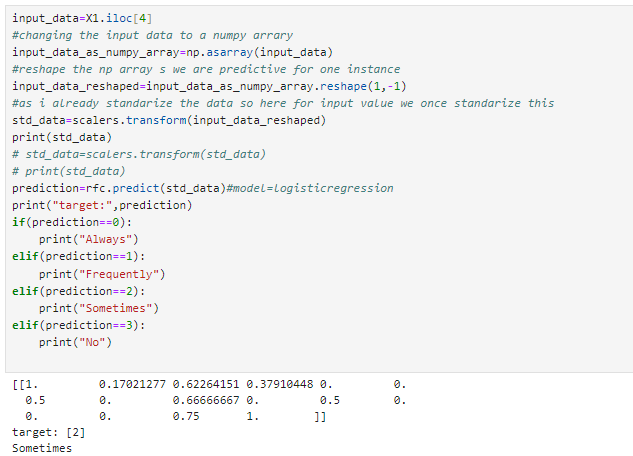 input_data=X1.iloc[4]
#changing the input data to a numpy arrary
input_data_as_numpy_array=np.asarray(input_data)
#reshape the np array s we are predictive for one instance
input_data_reshaped=input_data_as_numpy_array.reshape(1,-1)
#as i already standarize the data so here for input value we once standarize this
std_data=scalers.transform(input_data_reshaped)
print(std_data)
# std_data=scalers.transform(std_data)
# print(std_data)
prediction=rfc.predict(std_data)#model=logisticregression
print("target:",prediction)
if(prediction==0):
    print("Always")
elif(prediction==1):
    print("Frequently")
elif(prediction==2):
    print("Sometimes")
elif(prediction==3):
    print("No")
[[1.         0.17021277 0.62264151 0.37910448 0.         0.
  0.5        0.         0.66666667 0.         0.5        0.
  0.         0.         0.75       1.        ]]
target: [2]
Sometimes